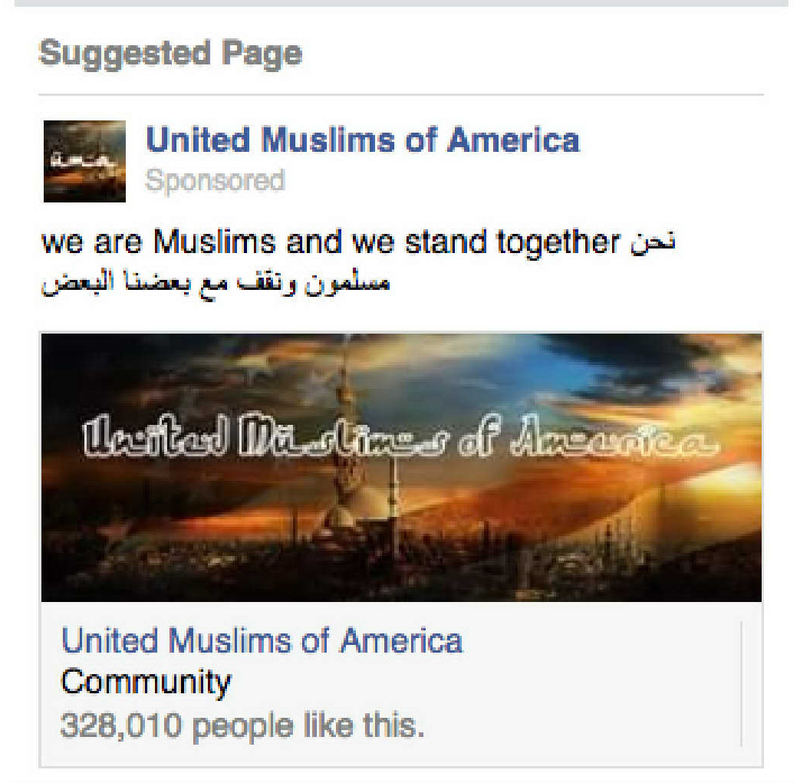 Suggested Page
United Muslims of America
Sponsored
we are Muslims and we stand together نحن
مسلمون ونقف مع بعضنا البعض
United Muslims of America
United Muslims of America
Community
328,010 people like this.